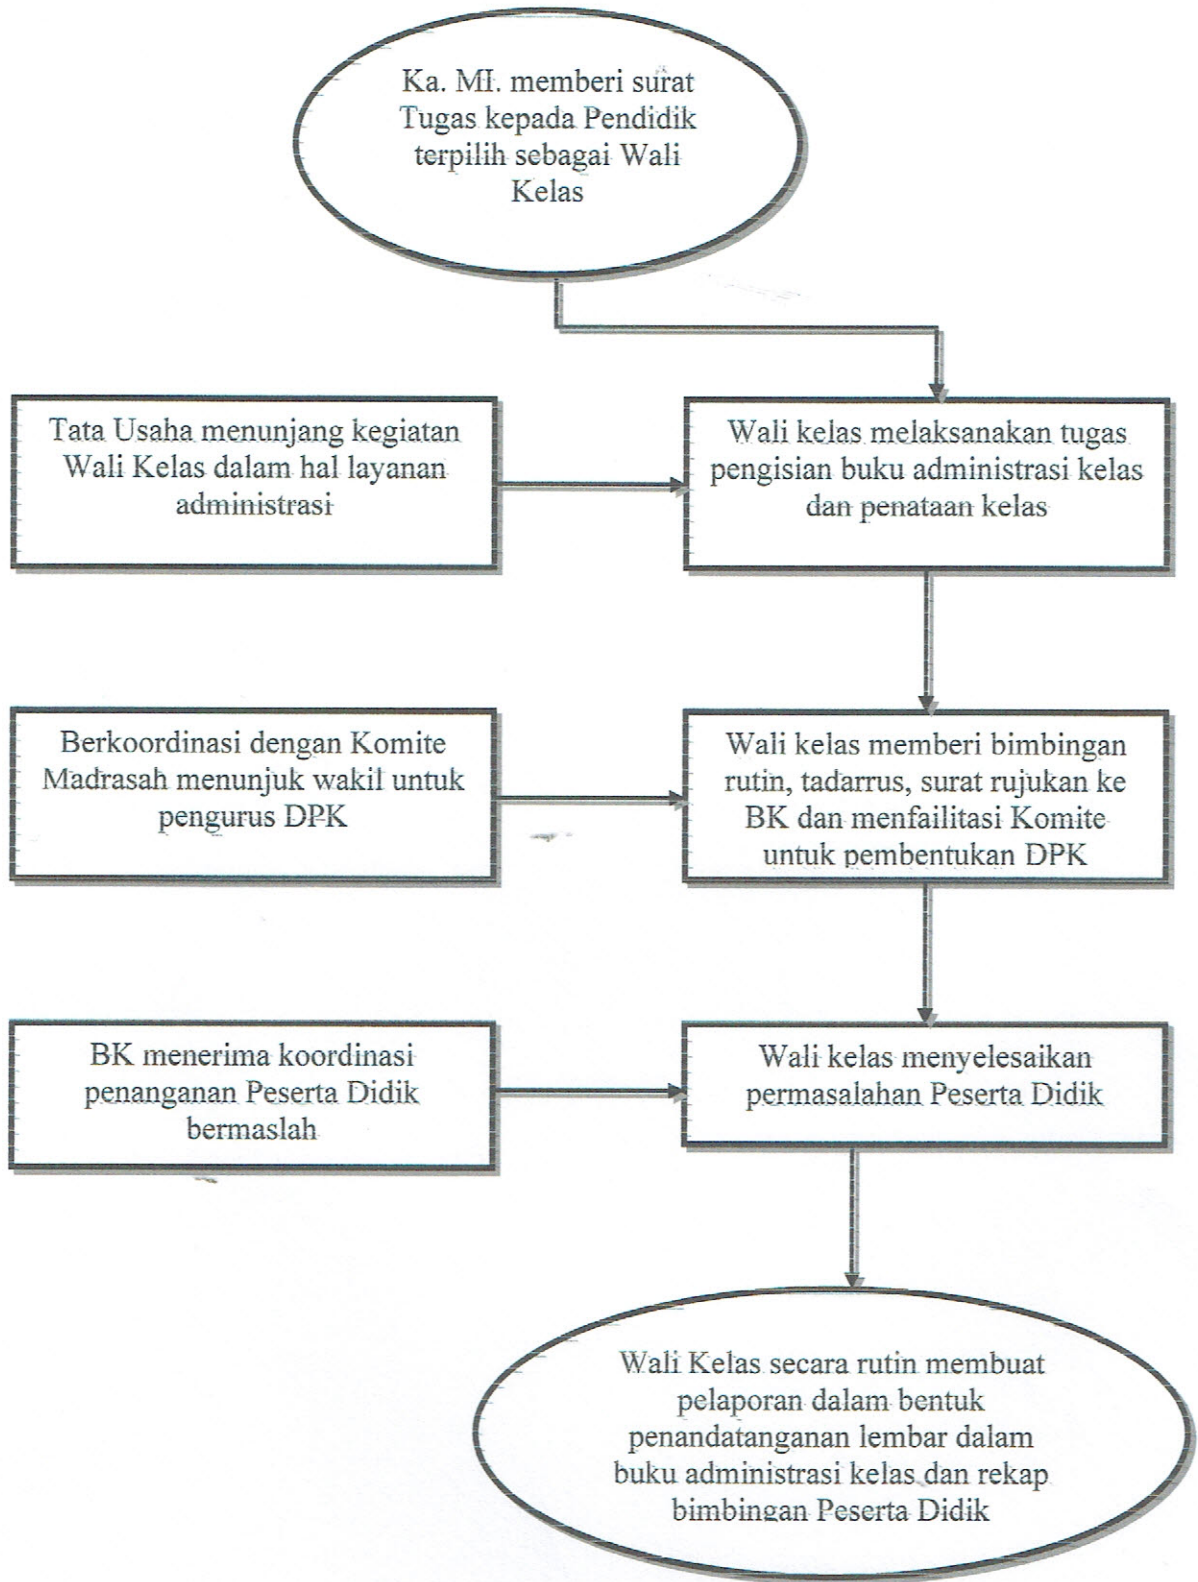 Ka. MI. memberi surat
Tugas kepada Pendidik
terpilih sebagai Wali
Kelas
Tata Usaha menunjang kegiatan
Wali Kelas dalam hal layanan
administrasi
Wali kelas melaksanakan tugas
pengisian buku administrasi kelas
dan penataan kelas
Berkoordinasi dengan Komite
Madrasah menunjuk wakil untuk
pengurus DPK
Wali kelas memberi bimbingan
rutin, tadarrus, surat rujukan ke
BK dan menfailitasi Komite
untuk pembentukan DPK
BK menerima koordinasi
penanganan Peserta Didik
bermaslah
Wali kelas menyelesaikan
permasalahan Peserta Didik
Wali Kelas secara rutin membuat
pelaporan dalam bentuk
penandatanganan lembar dalam
buku administrasi kelas dan rekap
bimbingan Peserta Didik